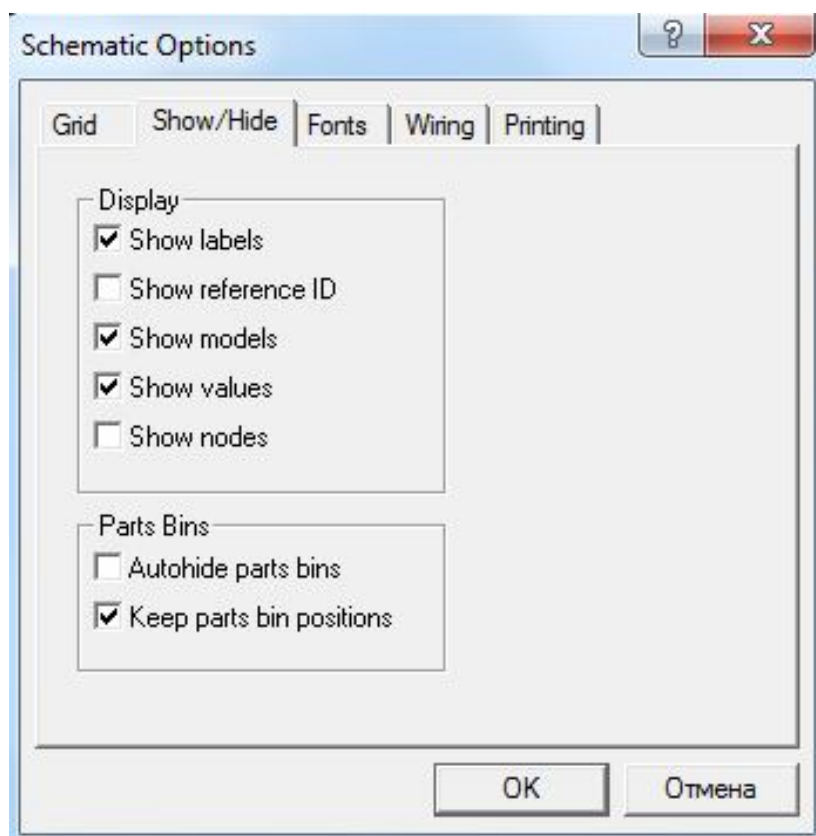 Schematic Options
Grid Show/Hide Fonts Wiring Printing
Display
Show labels
Show reference ID
Show models
Show values
Show nodes
Parts Bins
Autohide parts bins
Keep parts bin positions
OK Отмена